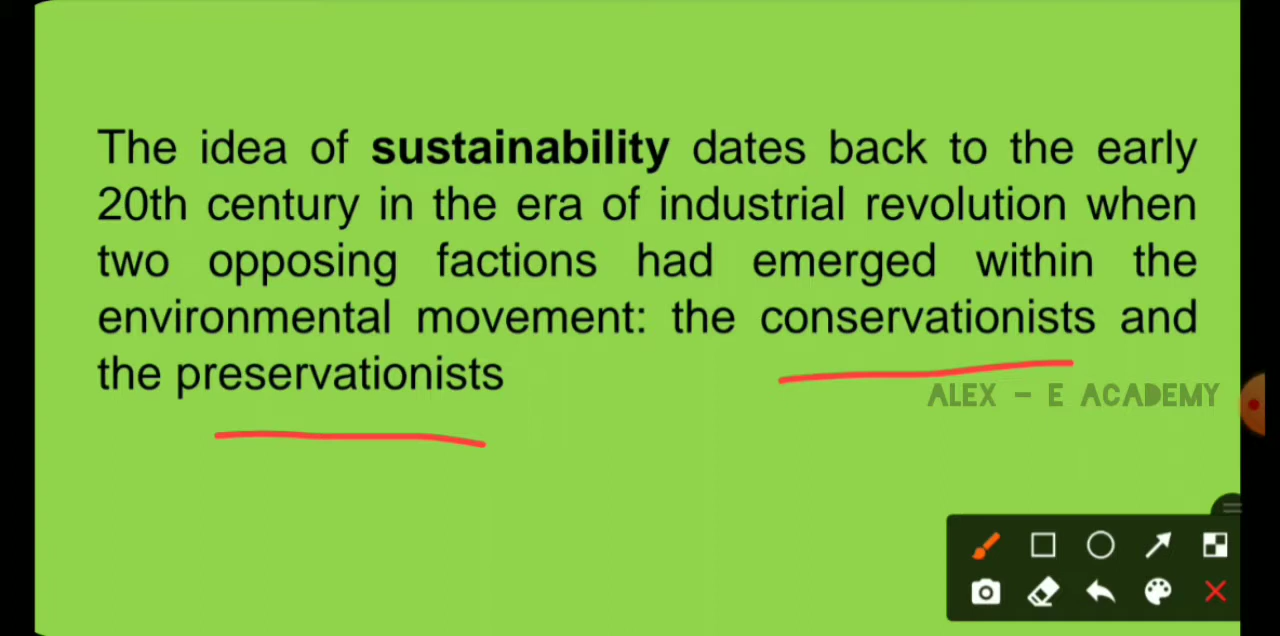 The idea of sustainability dates back to the early
20th century in the era of industrial revolution when
two opposing factions had emerged within the
environmental movement: the conservationists and
the preservationists
ALEX - E ACADEMY